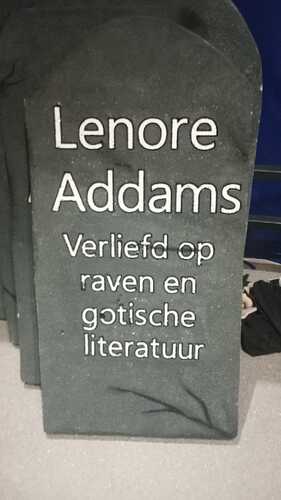 Lenore
Addams
Verliefd op
raven en
gotische
literatuur